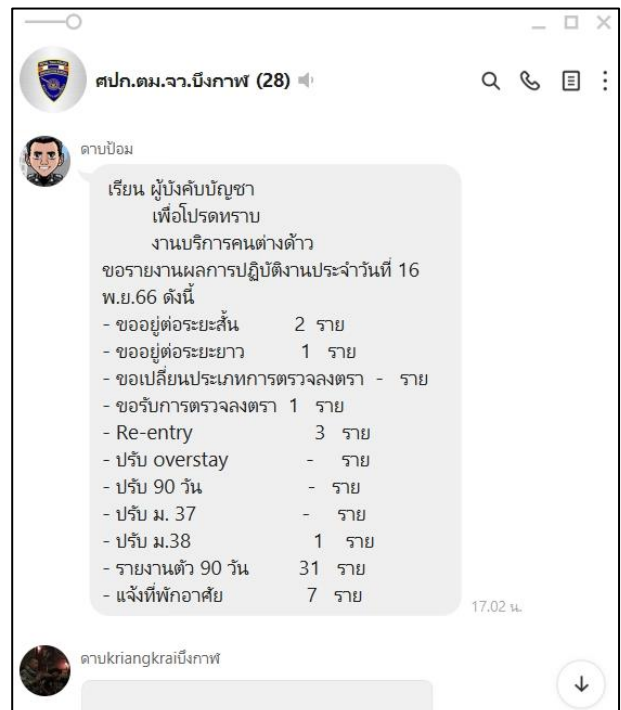 ศปก.ตม.จว.บึงกาฬ (28)
ดาบป้อม
เรียน ผู้บังคับบัญชา
เพื่อโปรดทราบ
งานบริการคนต่างด้าว
ขอรายงานผลการปฏิบัติงานประจำวันที่ 16
พ.ย.66 ดังนี้
- ขออยู่ต่อระยะสั้น 2 ราย
- ขออยู่ต่อระยะยาว 1 ราย
- ขอเปลี่ยนประเภทการตรวจลงตรา - ราย
- ขอรับการตรวจลงตรา 1 ราย
- Re-entry 3 ราย
- ปรับ overstay - ราย
- ปรับ 90 วัน - ราย
- ปรับ ม. 37 - ราย
- ปรับ ม.38 1 ราย
- รายงานตัว 90 วัน 31 ราย
- แจ้งที่พักอาศัย 7 ราย
17.02 น.
ดาบkriangkraiบึงกาฬ